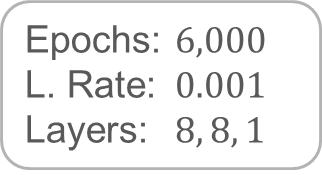 Epochs: 6,000
L. Rate: 0.001
Layers: 8, 8, 1